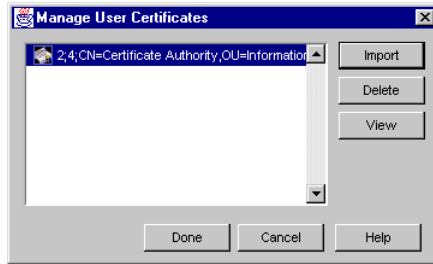 Manage User Certificates
2;4;CN=Certificate Authority,OU=Information
Import
Delete
View
Done
Cancel
Help